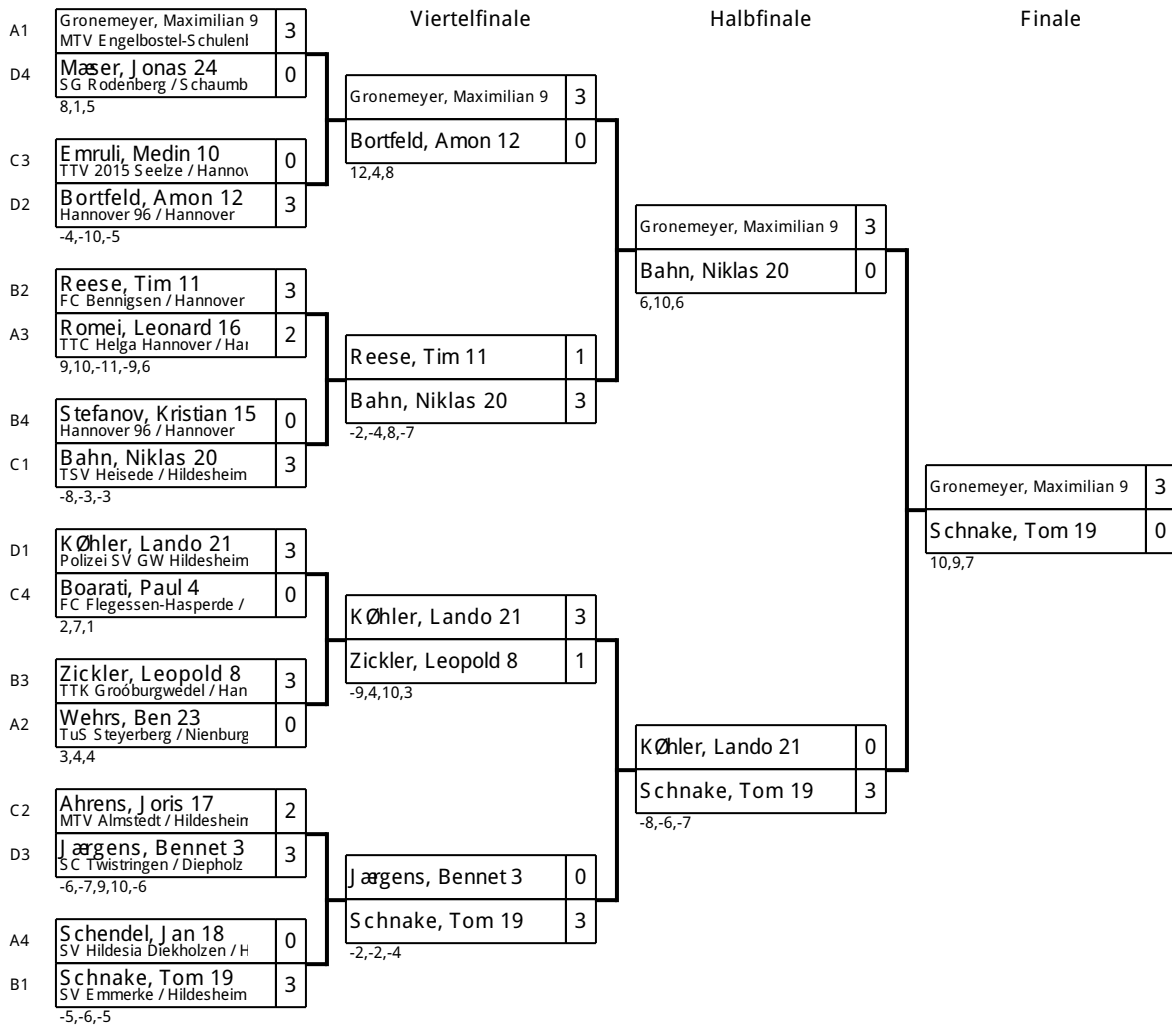 Viertelfinale
Halbfinale
Finale
A1
Gronemeyer, Maximilian 9
3
MTV Engelbostel-Schulenb
D4
Mæser, Jonas 24
0
SG Rodenberg / Schaumb
8,1,5
C3
Emruli, Medin 10
0
TTV 2015 Seelze / Hannov
D2
Bortfeld, Amon 12
3
Hannover 96 / Hannover
-4,-10,-5
B2
Reese, Tim 11
3
FC Bennigsen / Hannover
A3
Romei, Leonard 16
2
TTC Helga Hannover / Han
9,10,-11,-9,6
B4
Stefanov, Kristian 15
0
Hannover 96 / Hannover
C1
Bahn, Niklas 20
3
TSV Heisede / Hildesheim
-8,-3,-3
D1
KØhler, Lando 21
3
Polizei SV GW Hildesheim
C4
Boarati, Paul 4
0
FC Flegessen-Hasperde /
2,7,1
B3
Zickler, Leopold 8
3
TTK Groóburgwedel / Han
A2
Wehrs, Ben 23
0
TuS Steyerberg / Nienburg
3,4,4
C2
Ahrens, Joris 17
2
MTV Almstedt / Hildesheim
D3
Jærgens, Bennet 3
3
SC Twistringen / Diepholz
-6,-7,9,10,-6
A4
Schendel, Jan 18
0
SV Hildesia Diekholzen / H
B1
Schnake, Tom 19
3
SV Emmerke / Hildesheim
-5,-6,-5
Gronemeyer, Maximilian 9
3
Bortfeld, Amon 12
0
12,4,8
Reese, Tim 11
1
Bahn, Niklas 20
3
-2,-4,8,-7
KØhler, Lando 21
3
Zickler, Leopold 8
1
-9,4,10,3
Jærgens, Bennet 3
0
Schnake, Tom 19
3
-2,-2,-4
Gronemeyer, Maximilian 9
3
Bahn, Niklas 20
0
6,10,6
KØhler, Lando 21
0
Schnake, Tom 19
3
-8,-6,-7
Gronemeyer, Maximilian 9
3
Schnake, Tom 19
0
10,9,7